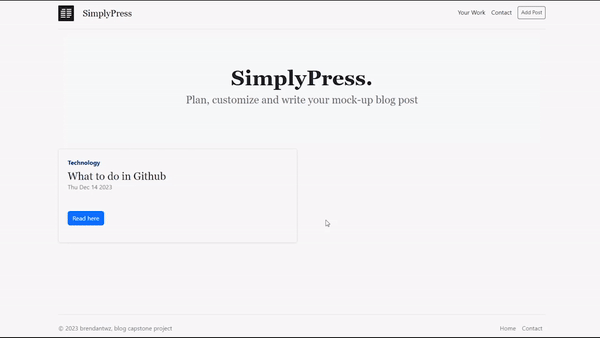 SimplyPress
Your Work
Contact
Add Post
SimplyPress.
Plan, customize and write your mock-up blog post
Technology
What to do in Github
Thu Dec 14 2023
Read here
© 2023 brendantwz, blog capstone project
Home
Contact